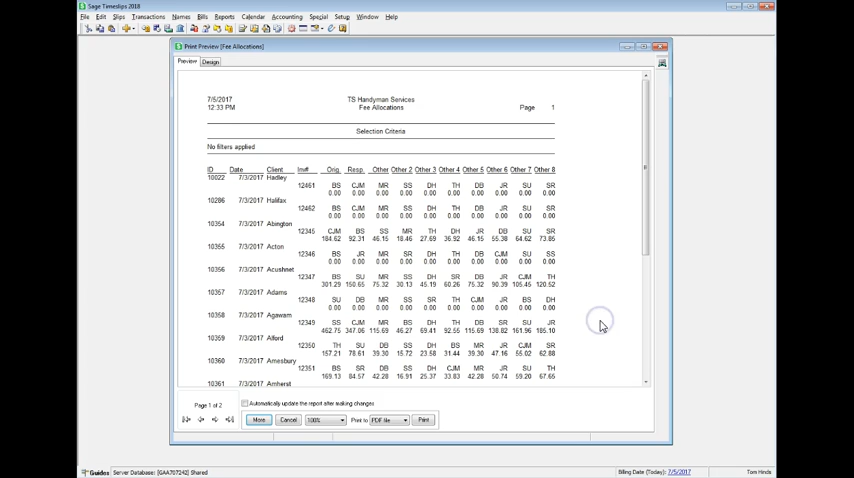 Sage Timeslips 2018
File Edit Slips Transactions Names Bills Reports Calendar Accounting Special Setup Window Help
Print Preview [Fee Allocations]
Preview Design
7/5/2017 TS Handyman Services
12:33 PM Fee Allocations Page 1
Selection Criteria
No filters applied
ID Date Client Inv# Orig. Resp. Other Other 2 Other 3 Other 4 Other 5 Other 6 Other 7 Other 8
10022 7/3/2017 Hadley
12461 BS CJM MR SS DH TH DB JR SU SR
0.00 0.00 0.00 0.00 0.00 0.00 0.00 0.00 0.00 0.00
10286 7/3/2017 Halifax
12462 BS CJM MR SS DH TH DB JR SU SR
0.00 0.00 0.00 0.00 0.00 0.00 0.00 0.00 0.00 0.00
10354 7/3/2017 Abington
12345 CJM BS SS MR TH DH JR DB SU SR
184.62 92.31 46.15 18.46 27.69 36.92 46.15 55.38 64.62 73.85
10355 7/3/2017 Acton
12346 BS JR MR SR DH TH DB CJM SU SS
0.00 0.00 0.00 0.00 0.00 0.00 0.00 0.00 0.00 0.00
10356 7/3/2017 Acushnet
12347 BS SU MR SS DH SR DB JR CJM TH
301.29 150.65 75.32 30.13 45.19 60.26 75.32 90.39 105.45 120.52
10357 7/3/2017 Adams
12348 SU DB MR SS SR TH CJM JR BS DH
0.00 0.00 0.00 0.00 0.00 0.00 0.00 0.00 0.00 0.00
10358 7/3/2017 Agawam
12349 SS CJM MR BS DH TH DB SR SU JR
462.75 347.06 115.69 46.27 69.41 92.55 115.69 138.82 161.96 185.10
10359 7/3/2017 Alford
12350 TH SU DB SS DH BS MR JR CJM SR
157.21 78.61 39.30 15.72 23.58 31.44 39.30 47.16 55.02 62.88
10360 7/3/2017 Amesbury
12351 BS SR DB SS DH CJM MR JR SU TH
169.13 84.57 42.28 16.91 25.37 33.83 42.28 50.74 59.20 67.65
10361 7/3/2017 Amherst
Page 1 of 2 Automatically update the report after making changes
More Cancel 100% Print to PDF file Print
Guides Server Database: [GAA707242] Shared Billing Date (Today): 7/5/2017 Tom Hinds